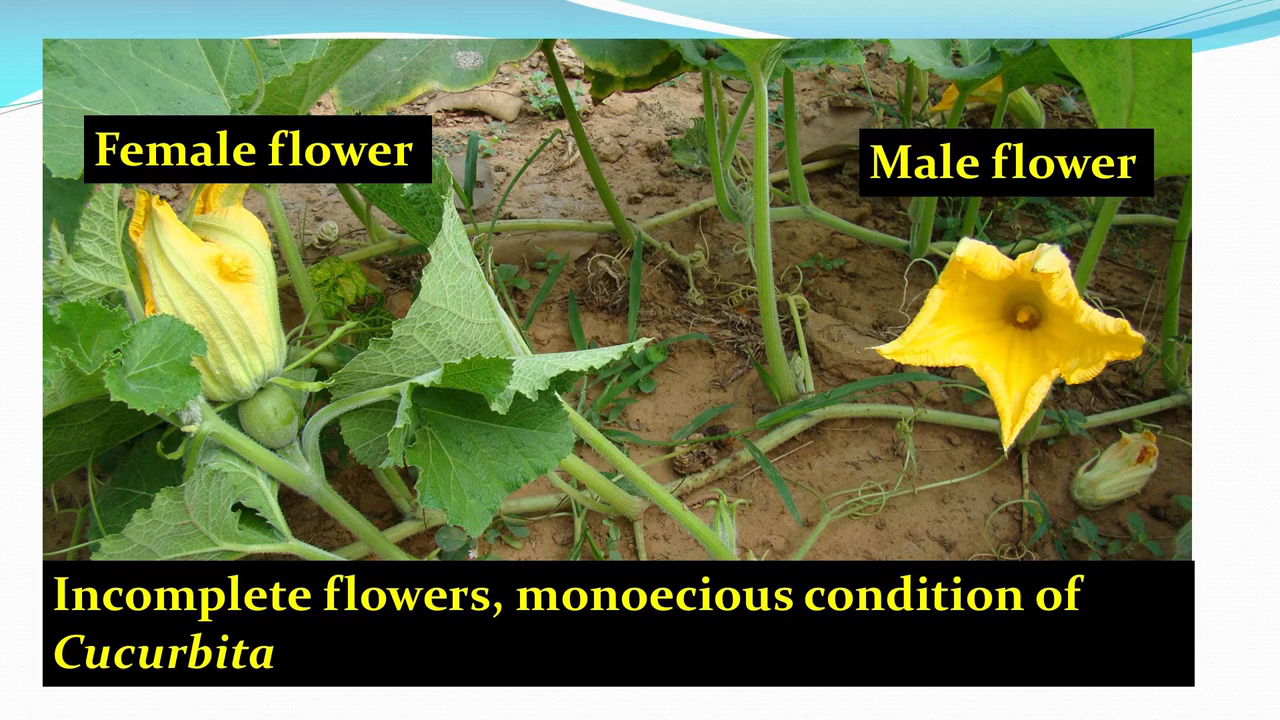 Female flower
Male flower
Incomplete flowers, monoecious condition of
Cucurbita